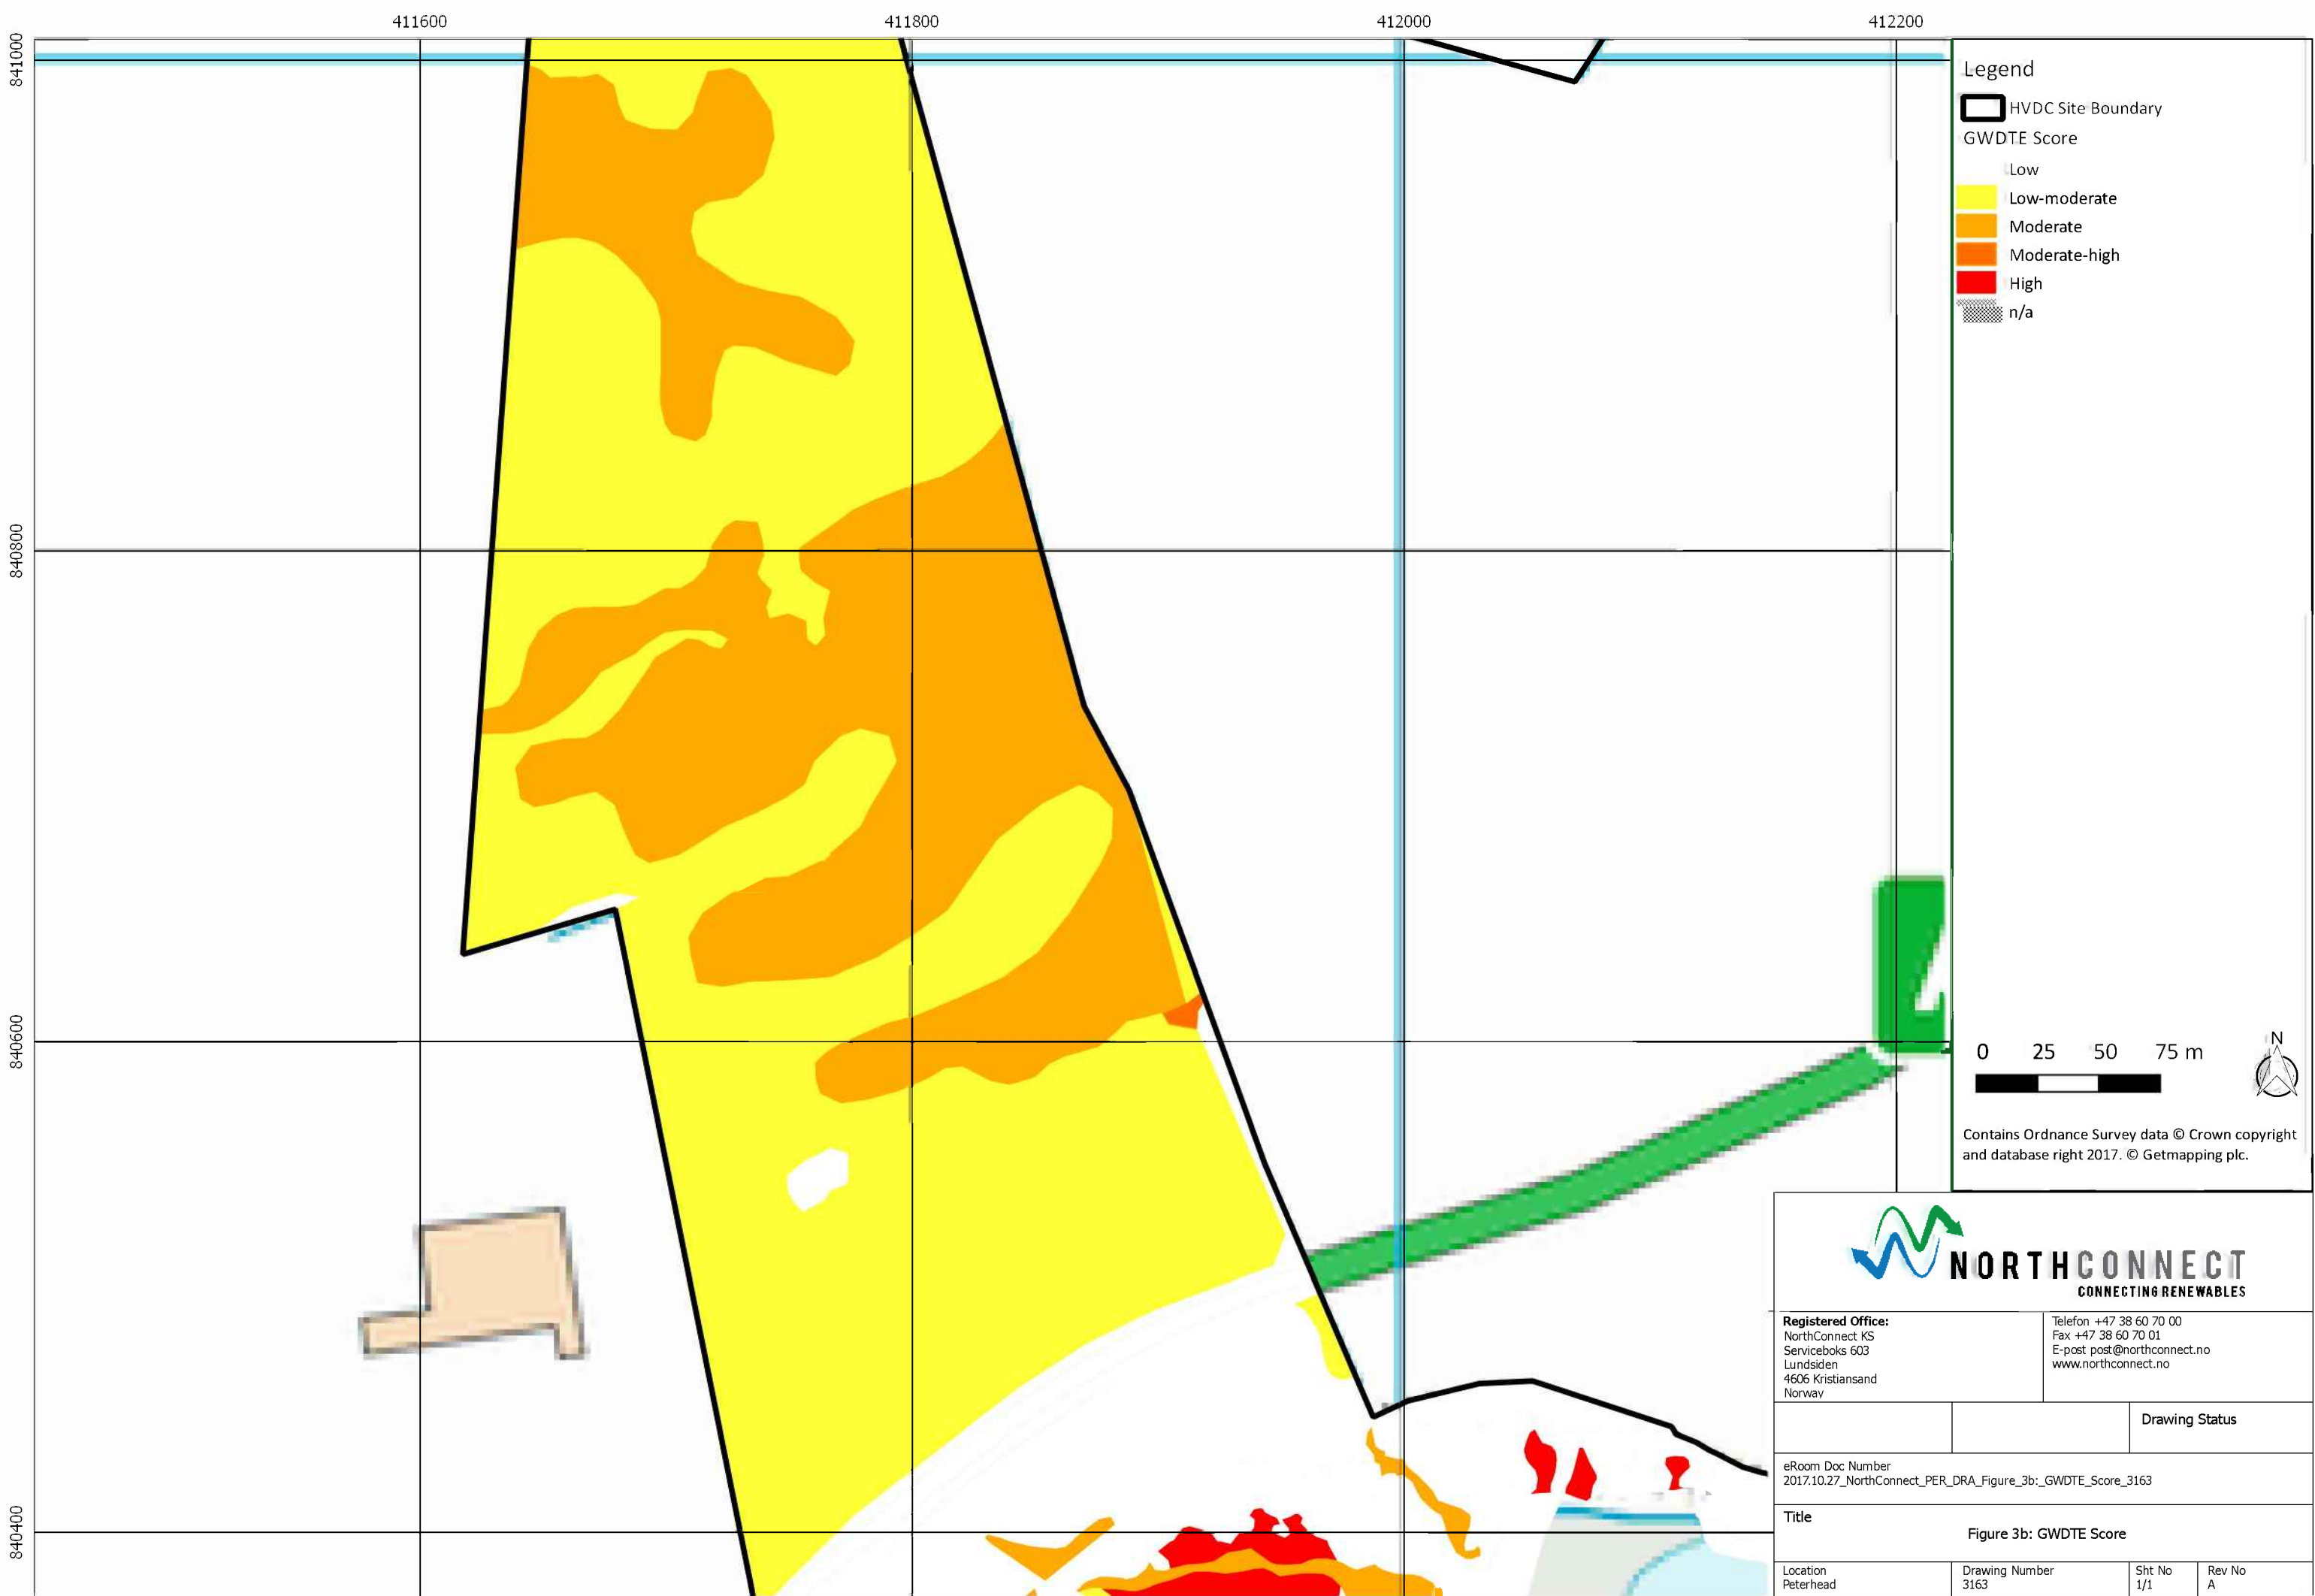 411600 411800 412000 412200
841000
840800
840600
840400
Legend
HVDC Site Boundary
GWDTE Score
Low
Low-moderate
Moderate
Moderate-high
High
n/a
0 25 50 75 m
N
Contains Ordnance Survey data © Crown copyright
and database right 2017. © Getmapping plc.
NORTHCONNECT
CONNECTING RENEWABLES
Registered Office:
NorthConnect KS
Serviceboks 603
Lundsiden
4606 Kristiansand
Norway
Telefon +47 38 60 70 00
Fax +47 38 60 70 01
E-post post@northconnect.no
www.northconnect.no
Drawing Status
eRoom Doc Number
2017.10.27_NorthConnect_PER_DRA_Figure_3b:_GWDTE_Score_3163
Title
Figure 3b: GWDTE Score
Location
Peterhead
Drawing Number
3163
Sht No
1/1
Rev No
A